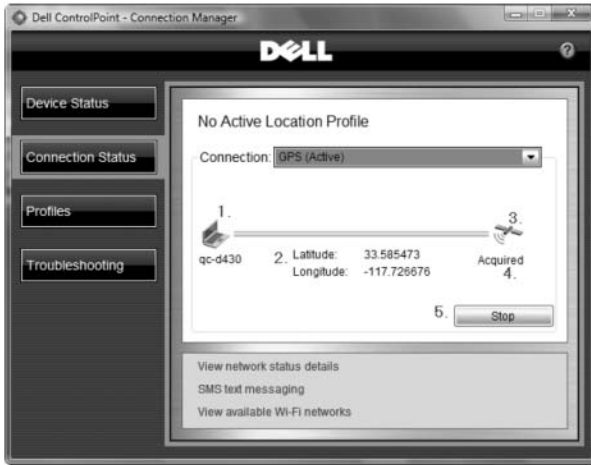 Dell ControlPoint - Connection Manager
DELL
?
Device Status
Connection Status
Profiles
Troubleshooting
No Active Location Profile
Connection: GPS (Active)
1.
3.
qc-d430
2. Latitude: 33.585473
Longitude: -117.726676
Acquired
4.
5. Stop
View network status details
SMS text messaging
View available Wi-Fi networks